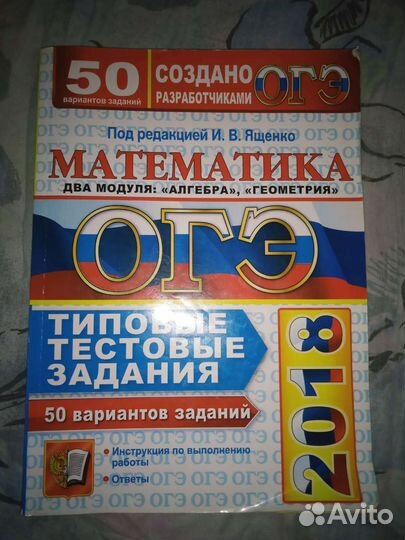 50
вариантов заданий
СОЗДАНО
РАЗРАБОТЧИКАМИ
ОГЭ
Под редакцией И. В. Ященко
МАТЕМАТИКА
ДВА МОДУЛЯ: «АЛГЕБРА», «ГЕОМЕТРИЯ»
ОГЭ
ТИПОВЫЕ
ТЕСТОВЫЕ
ЗАДАНИЯ
50 вариантов заданий
2018
• Инструкция по выполнению
работы
• Ответы
Avito